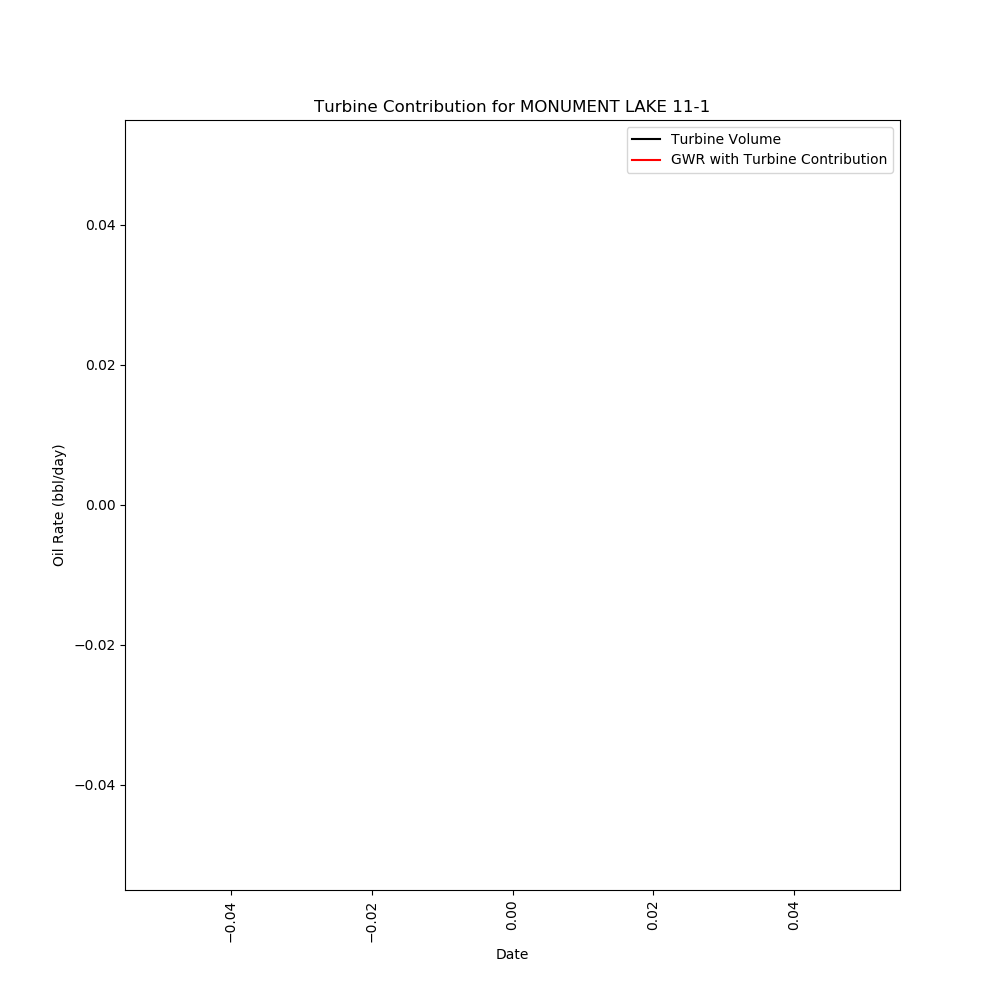 Turbine Contribution for MONUMENT LAKE 11-1
Turbine Volume
GWR with Turbine Contribution
0.04
0.02
0.00
−0.02
−0.04
Oil Rate (bbl/day)
−0.04
−0.02
0.00
0.02
0.04
Date